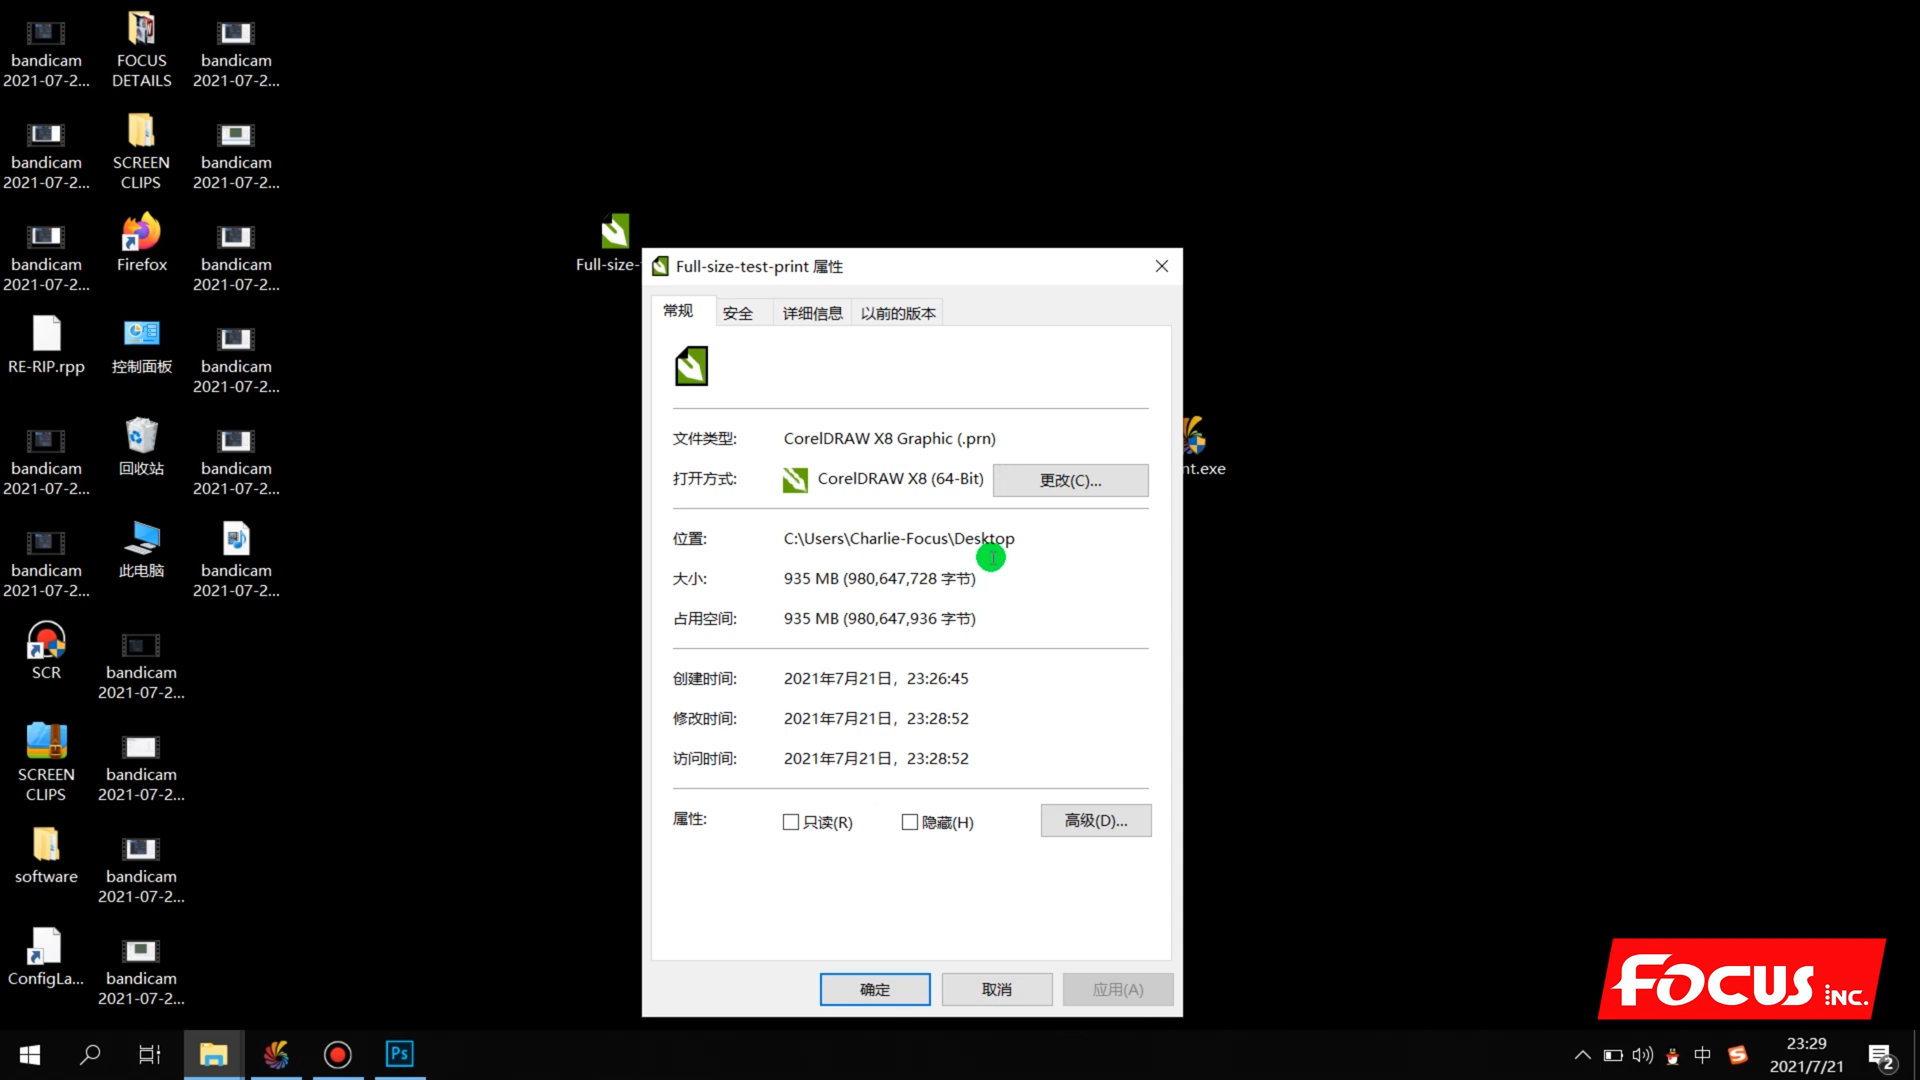 bandicam
2021-07-2...
FOCUS
DETAILS
bandicam
2021-07-2...
bandicam
2021-07-2...
SCREEN
CLIPS
bandicam
2021-07-2...
bandicam
2021-07-2...
Firefox
bandicam
2021-07-2...
RE-RIP.rpp
控制面板
bandicam
2021-07-2...
bandicam
2021-07-2...
回收站
bandicam
2021-07-2...
bandicam
2021-07-2...
此电脑
bandicam
2021-07-2...
SCR
bandicam
2021-07-2...
SCREEN
CLIPS
bandicam
2021-07-2...
software
bandicam
2021-07-2...
ConfigLa...
bandicam
2021-07-2...
Full-size-
Full-size-test-print 属性
常规
安全
详细信息
以前的版本
文件类型: CorelDRAW X8 Graphic (.prn)
打开方式: CorelDRAW X8 (64-Bit) 更改(C)...
位置: C:\Users\Charlie-Focus\Desktop
大小: 935 MB (980,647,728 字节)
占用空间: 935 MB (980,647,936 字节)
创建时间: 2021年7月21日，23:26:45
修改时间: 2021年7月21日，23:28:52
访问时间: 2021年7月21日，23:28:52
属性: 只读(R) 隐藏(H) 高级(D)...
确定 取消 应用(A)
nt.exe
FOCUS INC.
Ps
中
23:29
2021/7/21
2